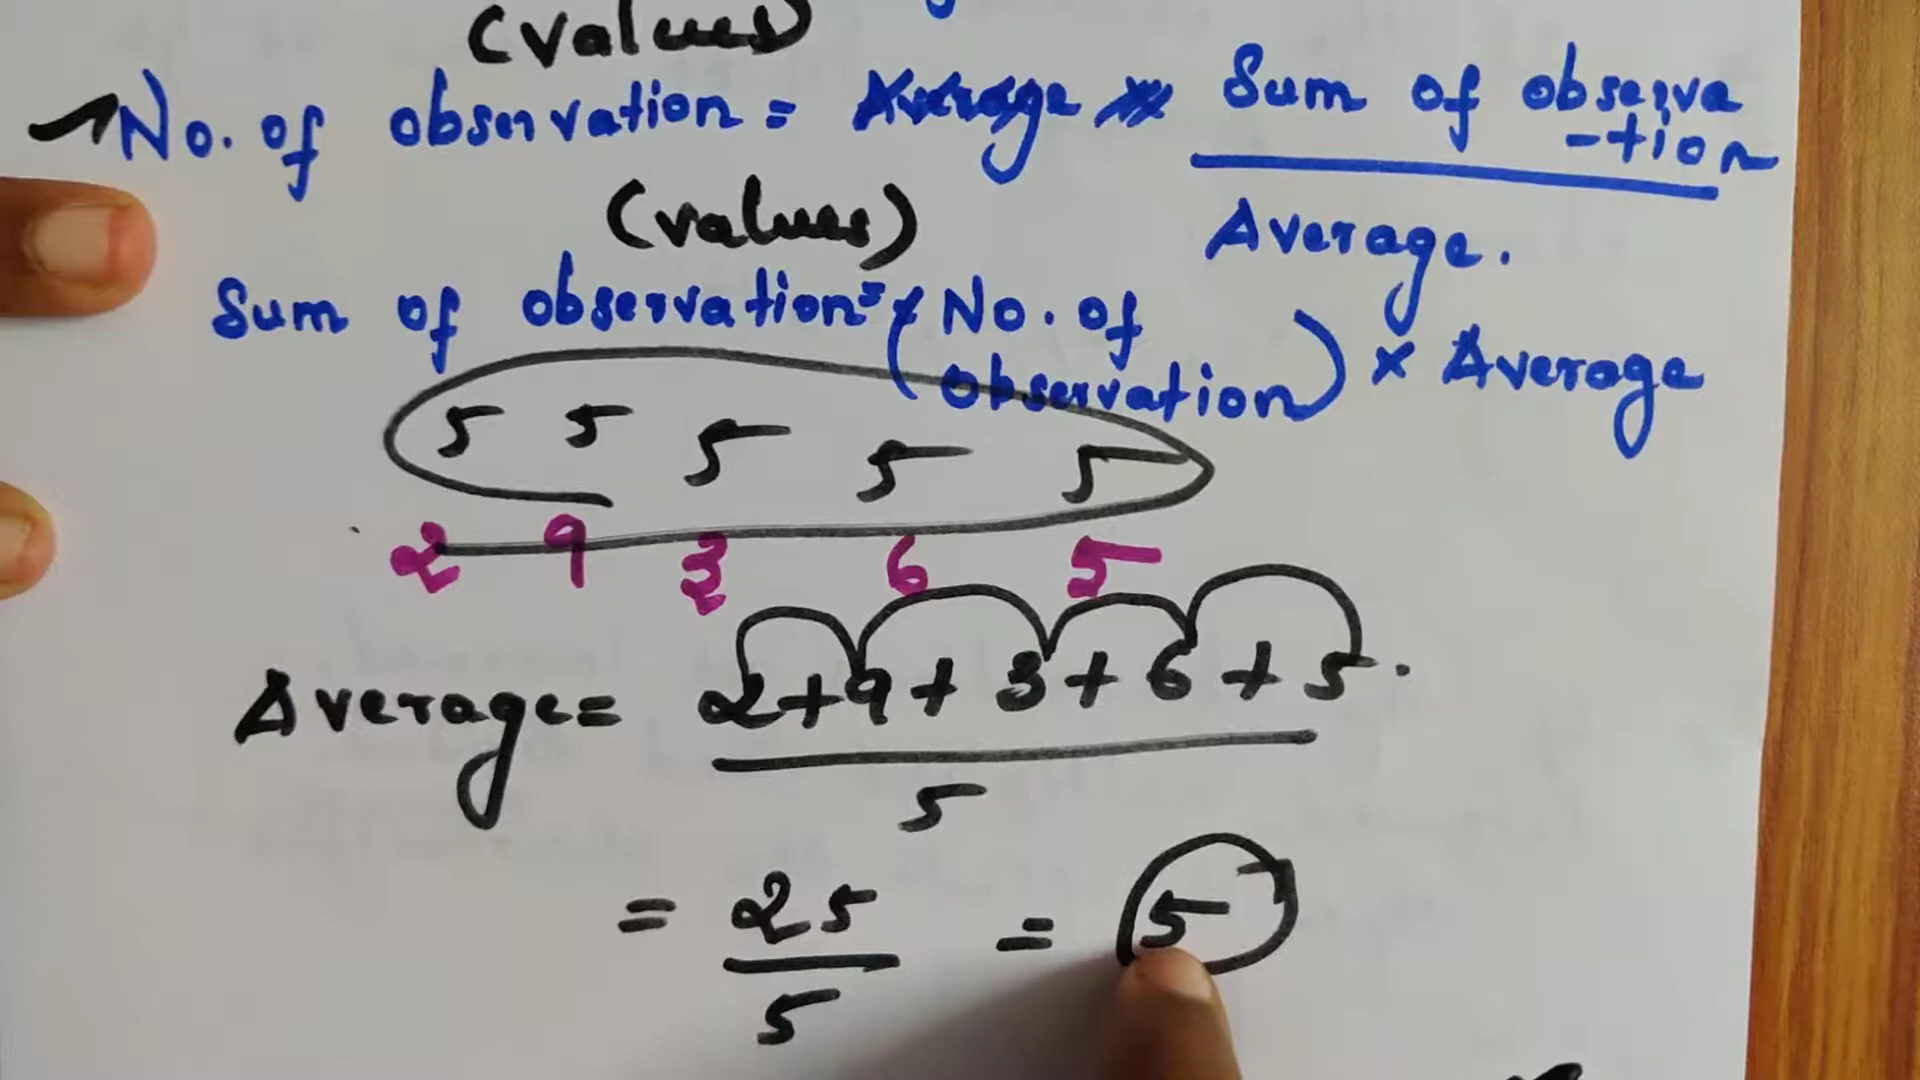 (values)
No. of observation = Average × Sum of observa
-tion
Average.
(values)
Sum of observation = (No. of
observation) × Average
5 5 5 5 5
2 9 3 6 5
Average = 2+9+3+6+5.
5
= 25 = 5
5